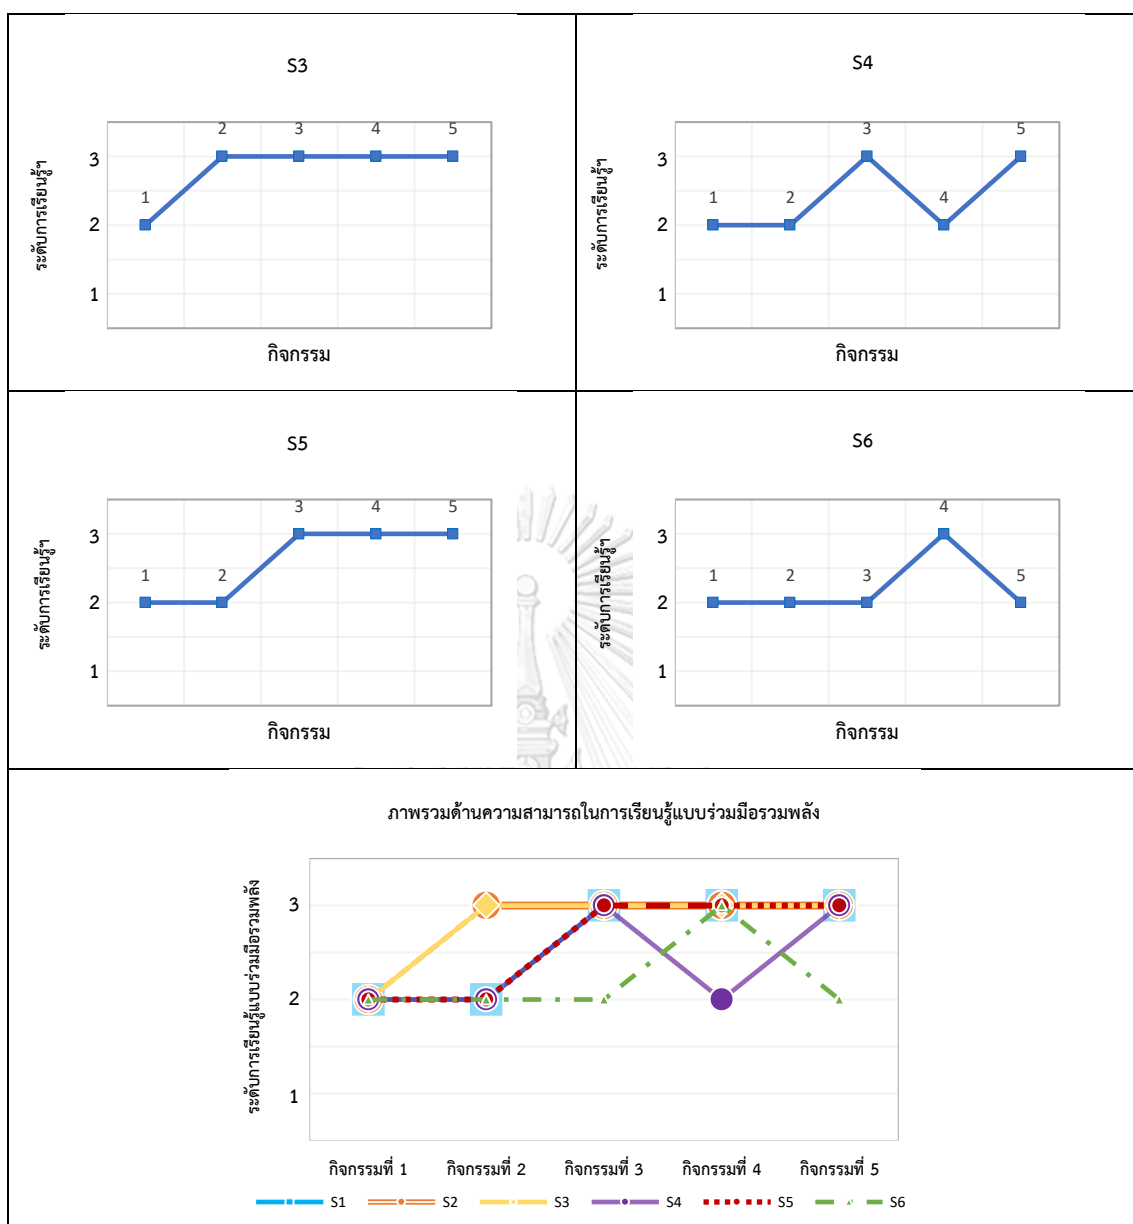 S3
2 3 4 5
3
1
2
1
ระดับการเรียนรู้ฯ
กิจกรรม
S4
3 5
3
1 2 4
2
1
ระดับการเรียนรู้ฯ
กิจกรรม
S5
3 4 5
3
1 2
2
1
ระดับการเรียนรู้ฯ
กิจกรรม
S6
4
3
1 2 3 5
2
1
ระดับการเรียนรู้ฯ
กิจกรรม
ภาพรวมด้านความสามารถในการเรียนรู้แบบร่วมมือรวมพลัง
ระดับการเรียนรู้แบบร่วมมือรวมพลัง
3
2
1
กิจกรรมที่ 1 กิจกรรมที่ 2 กิจกรรมที่ 3 กิจกรรมที่ 4 กิจกรรมที่ 5
S1 S2 S3 S4 S5 S6